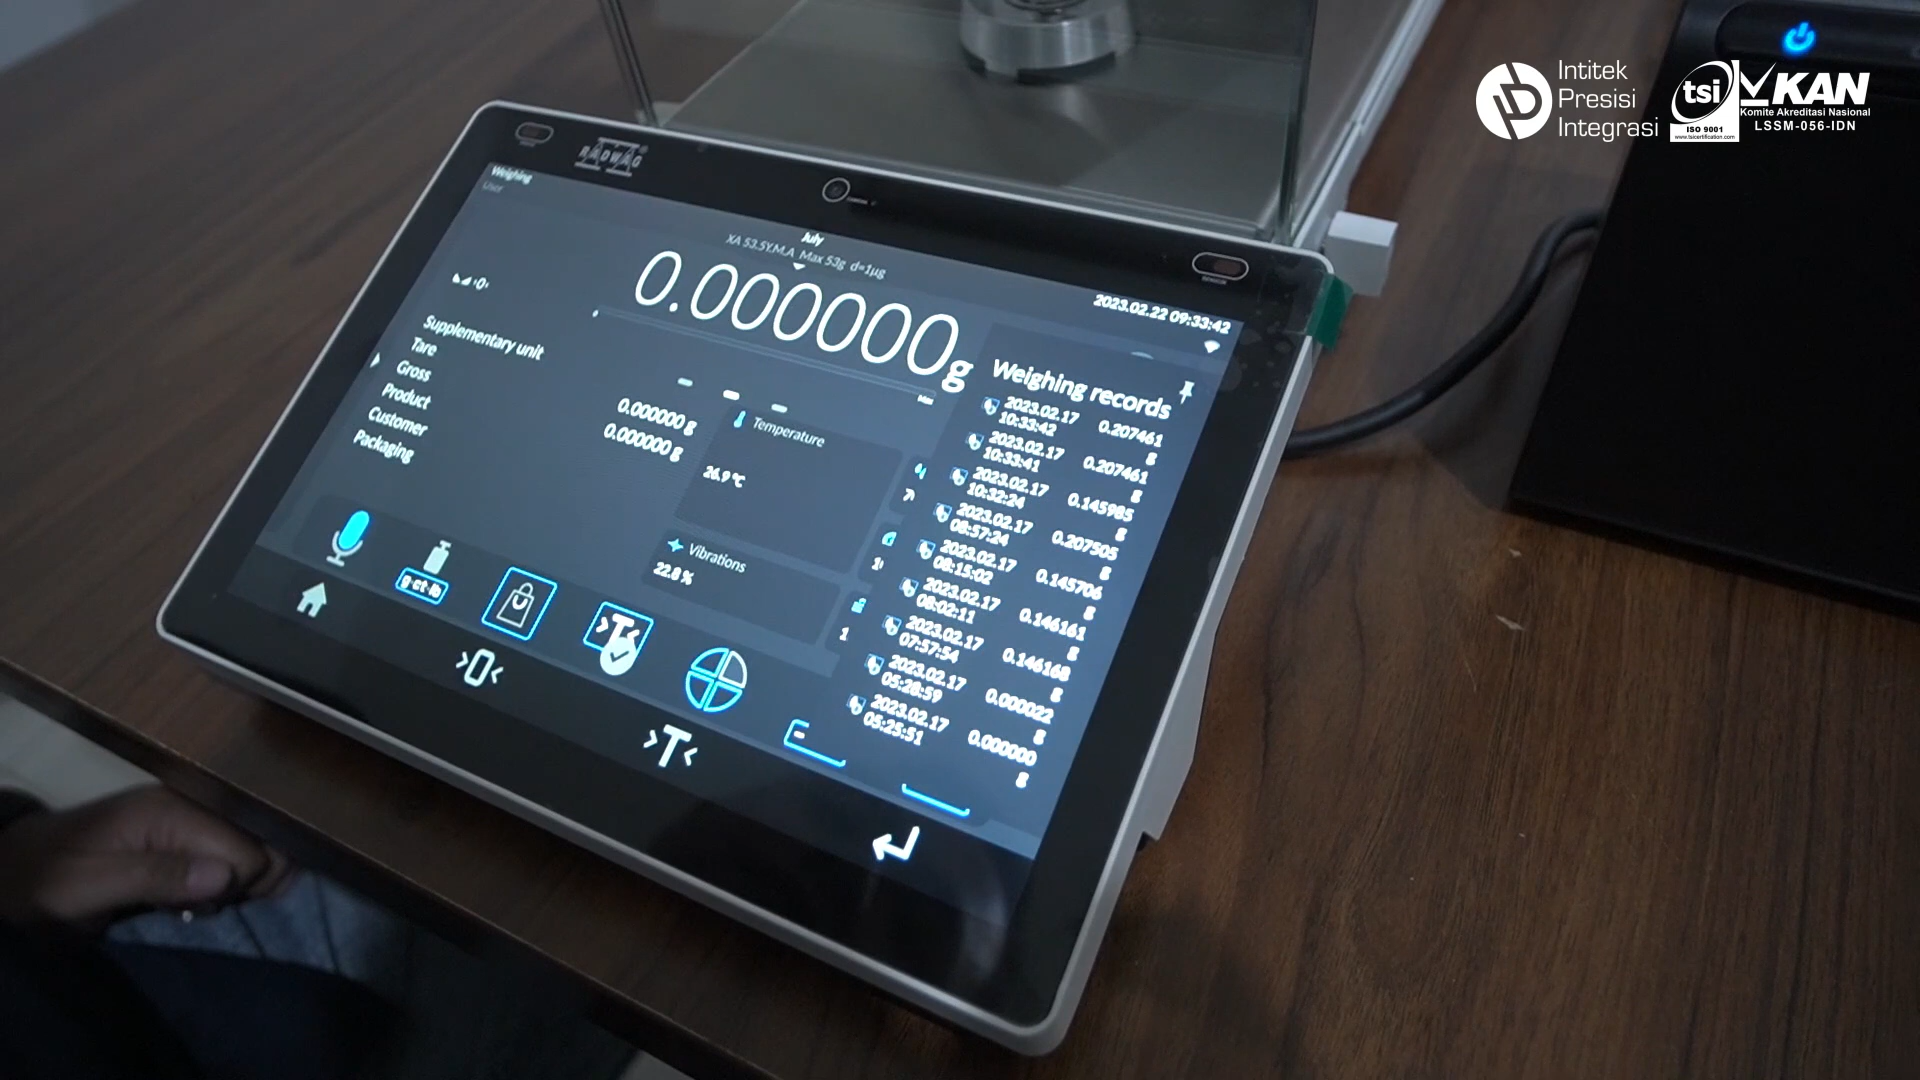 Intitek
Presisi
Integrasi
tsi
ISO 9001
www.tsicertification.com
KAN
Komite Akreditasi Nasional
LSSM-056-IDN
RADWAG
Weighing
User
July
XA 53.5Y.M.A Max 53g d=1µg
0.000000g
Max
2023.02.22 09:33:42
Supplementary unit
Tare
Gross
Product
Customer
Packaging
0.000000 g
0.000000 g
Temperature
26.9 °C
Vibrations
22.8 %
Weighing records
2023.02.17
10:33:42
0.207461
g
2023.02.17
10:33:41
0.207461
g
2023.02.17
10:32:24
0.145985
g
2023.02.17
08:57:24
0.207505
g
2023.02.17
08:15:02
0.145706
g
2023.02.17
08:02:11
0.146161
g
2023.02.17
07:57:54
0.146168
g
2023.02.17
05:28:59
0.000022
g
2023.02.17
05:25:51
0.000000
g
g-ct-lb
>0<
>T<
>T<